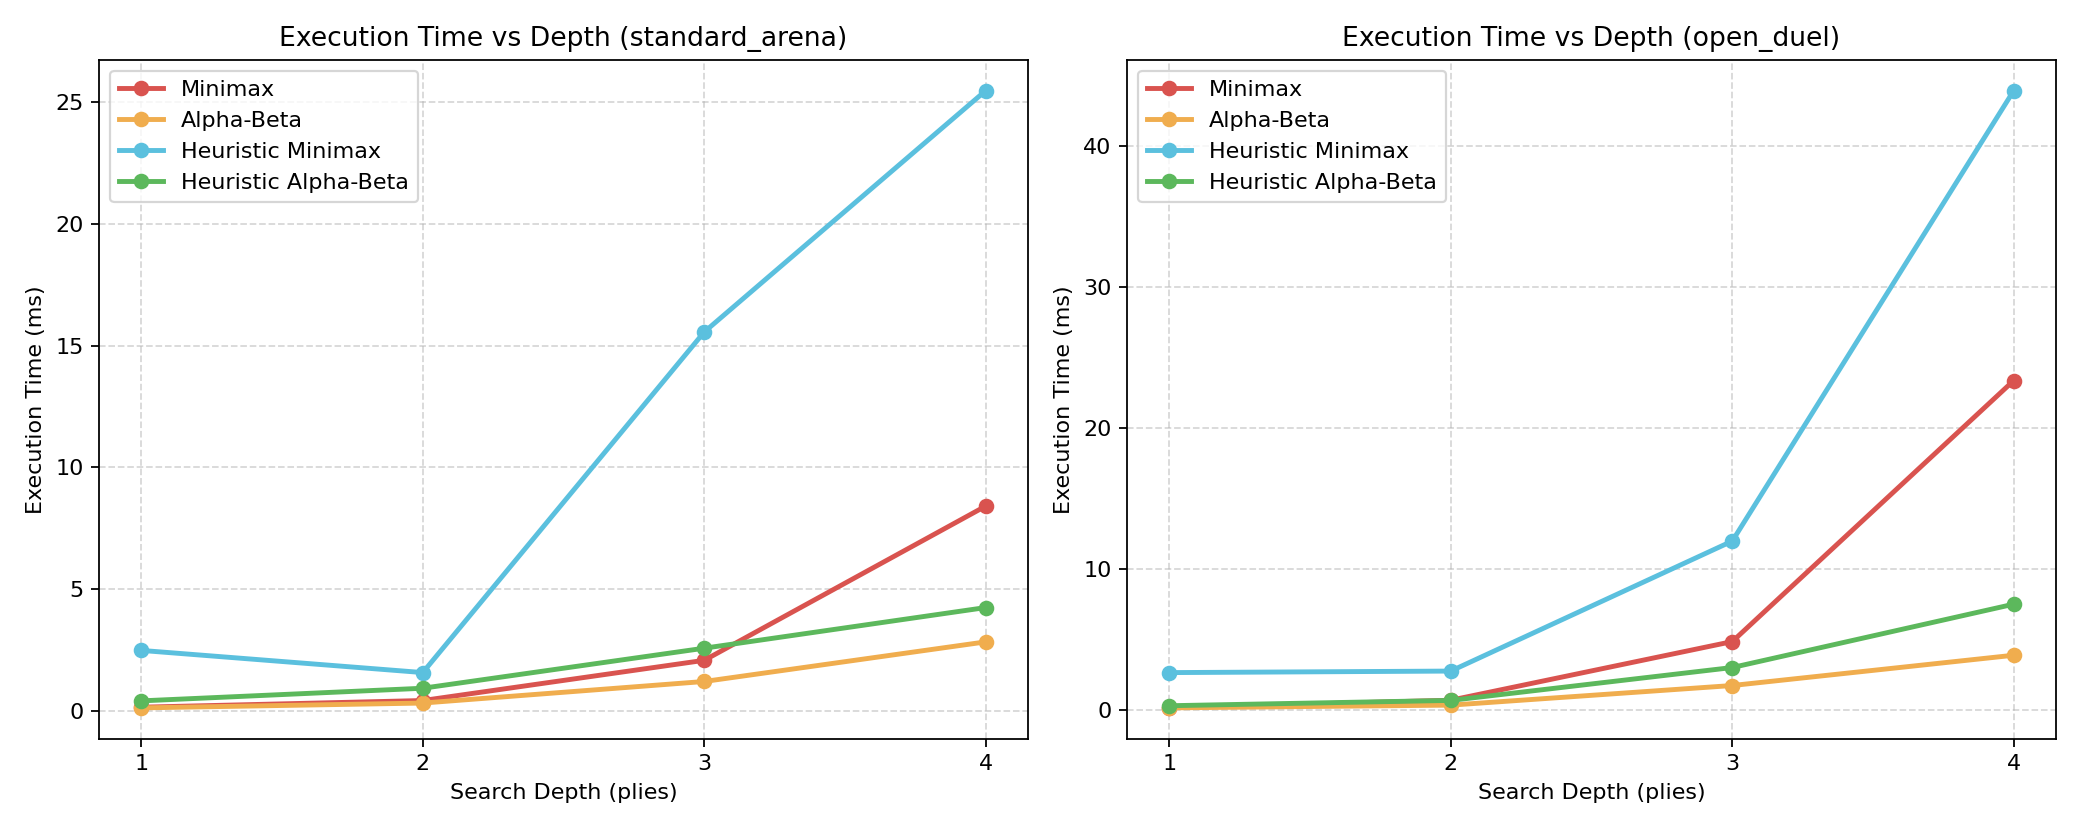 Execution Time vs Depth (standard_arena)
Minimax
Alpha-Beta
Heuristic Minimax
Heuristic Alpha-Beta
Execution Time (ms)
25
20
15
10
5
0
1 2 3 4
Search Depth (plies)
Execution Time vs Depth (open_duel)
Minimax
Alpha-Beta
Heuristic Minimax
Heuristic Alpha-Beta
Execution Time (ms)
40
30
20
10
0
1 2 3 4
Search Depth (plies)